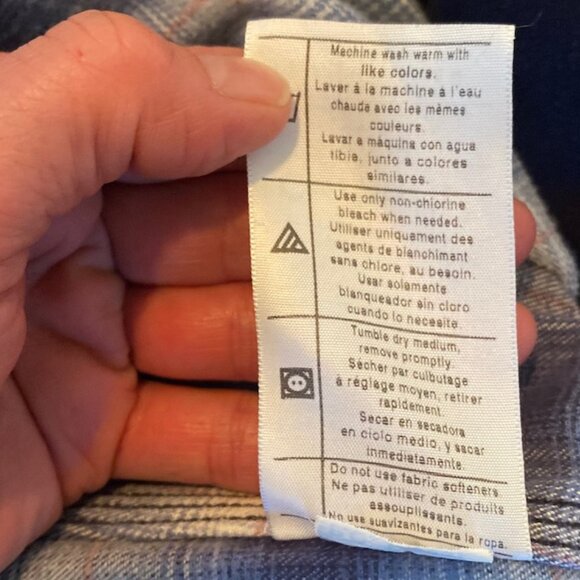 Machine wash warm with
like colors.
Laver à la machine à l'eau
chaude avec les mêmes
couleurs.
Lavar a màquina con agua
tibia, junto a colores
similares.
Use only non-chlorine
bleach when needed.
Utiliser uniquement des
agents de blanchimant
sans chlore, au besoin.
Usar solamente
blanqueador sin cloro
cuando lo necesite.
Tumble dry medium,
remove promptly.
Sécher par culbutage
à réglage moyen, retirer
rapidement.
Secar en secadora
en ciolo medio, y sacar
inmediatamente.
Do not use fabric softeners.
Ne pas utiliser de produits
assouplissants.
No use suavizantes para la ropa.